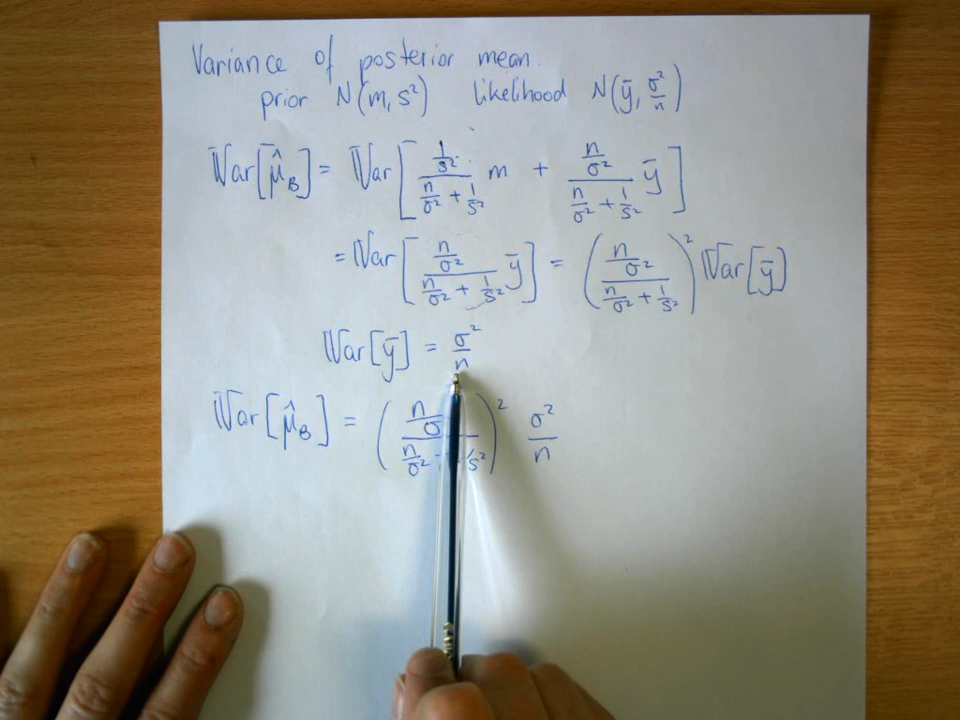 Variance of posterior mean.
prior N(m, s²) likelihood N(ȳ, σ²/n)
Var[μ̂_B] = Var[ (1/s²)/(n/σ² + 1/s²) m + (n/σ²)/(n/σ² + 1/s²) ȳ ]
= Var[ (n/σ²)/(n/σ² + 1/s²) ȳ ] = ( (n/σ²)/(n/σ² + 1/s²) )² Var[ȳ]
Var[ȳ] = σ²/n
Var[μ̂_B] = ( (n/σ)/(n/σ² /s²) )² σ²/n